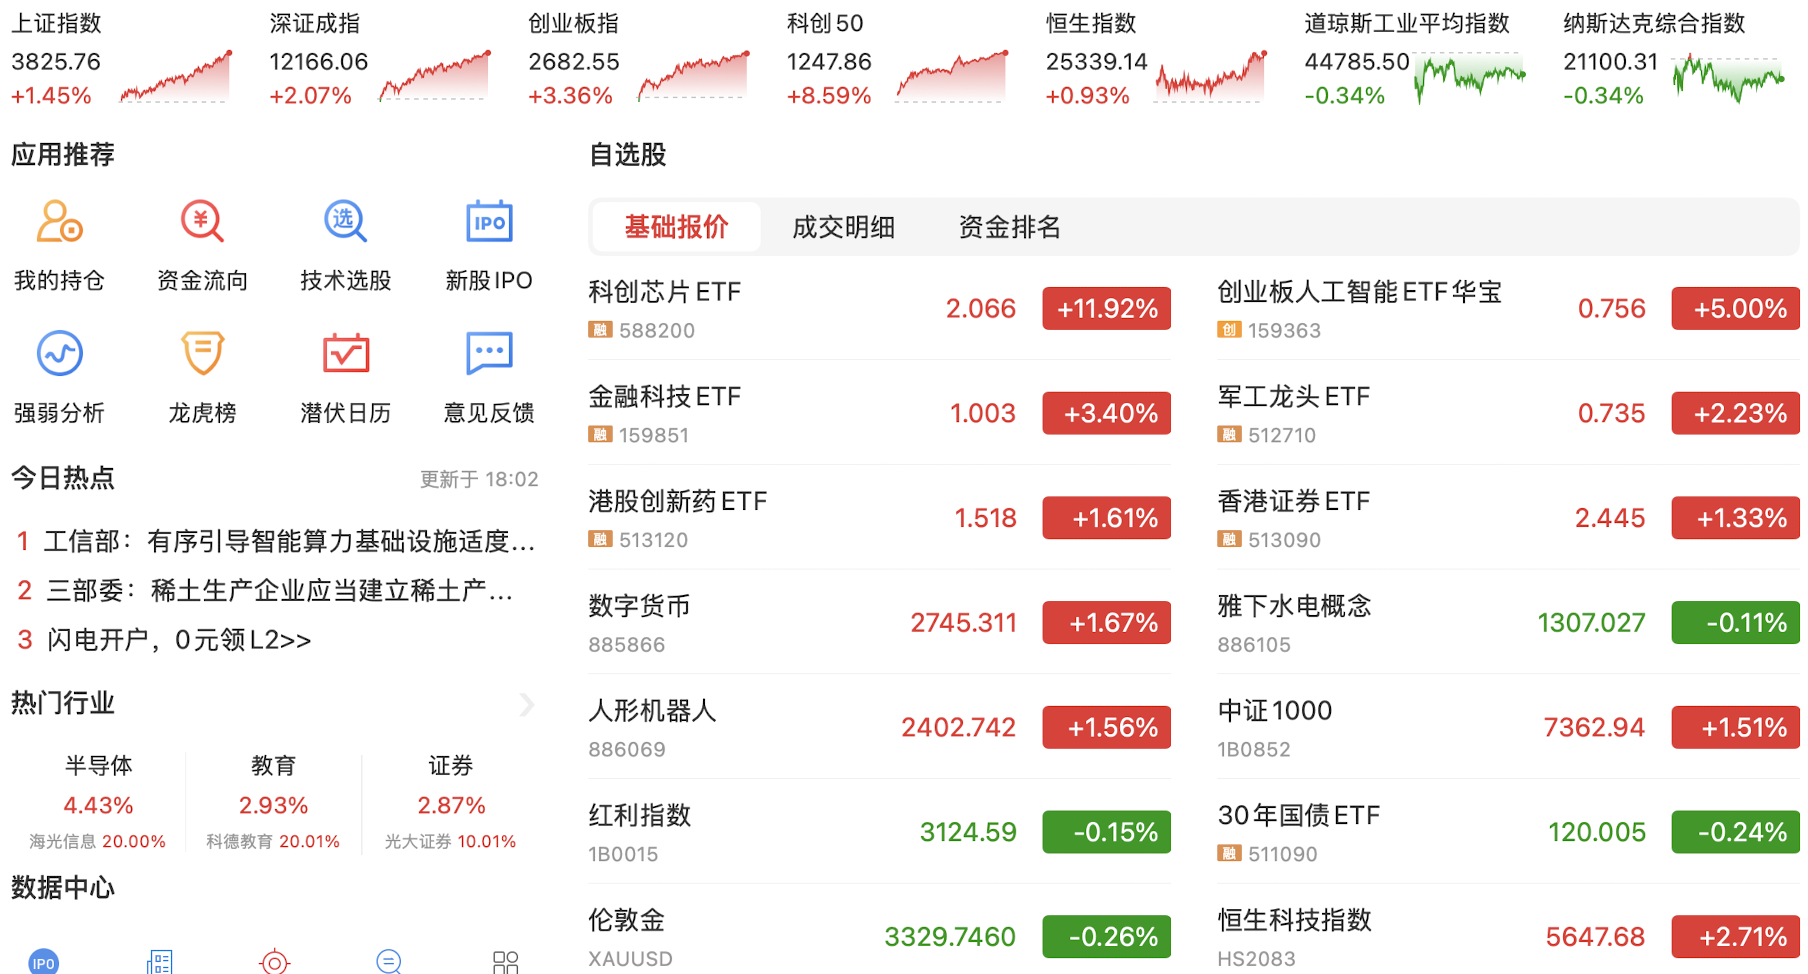 上证指数
3825.76
+1.45%
深证成指
12166.06
+2.07%
创业板指
2682.55
+3.36%
科创50
1247.86
+8.59%
恒生指数
25339.14
+0.93%
道琼斯工业平均指数
44785.50
-0.34%
纳斯达克综合指数
21100.31
-0.34%
应用推荐
我的持仓
¥
资金流向
选
技术选股
IPO
新股IPO
强弱分析
龙虎榜
潜伏日历
意见反馈
今日热点
更新于 18:02
1 工信部：有序引导智能算力基础设施适度...
2 三部委：稀土生产企业应当建立稀土产...
3 闪电开户，0元领L2>>
热门行业
半导体
4.43%
海光信息 20.00%
教育
2.93%
科德教育 20.01%
证券
2.87%
光大证券 10.01%
数据中心
IPO
自选股
基础报价 成交明细 资金排名
科创芯片ETF
融 588200
2.066 +11.92%
创业板人工智能ETF华宝
创 159363
0.756 +5.00%
金融科技ETF
融 159851
1.003 +3.40%
军工龙头ETF
融 512710
0.735 +2.23%
港股创新药ETF
融 513120
1.518 +1.61%
香港证券ETF
融 513090
2.445 +1.33%
数字货币
885866
2745.311 +1.67%
雅下水电概念
886105
1307.027 -0.11%
人形机器人
886069
2402.742 +1.56%
中证1000
1B0852
7362.94 +1.51%
红利指数
1B0015
3124.59 -0.15%
30年国债ETF
融 511090
120.005 -0.24%
伦敦金
XAUUSD
3329.7460 -0.26%
恒生科技指数
HS2083
5647.68 +2.71%